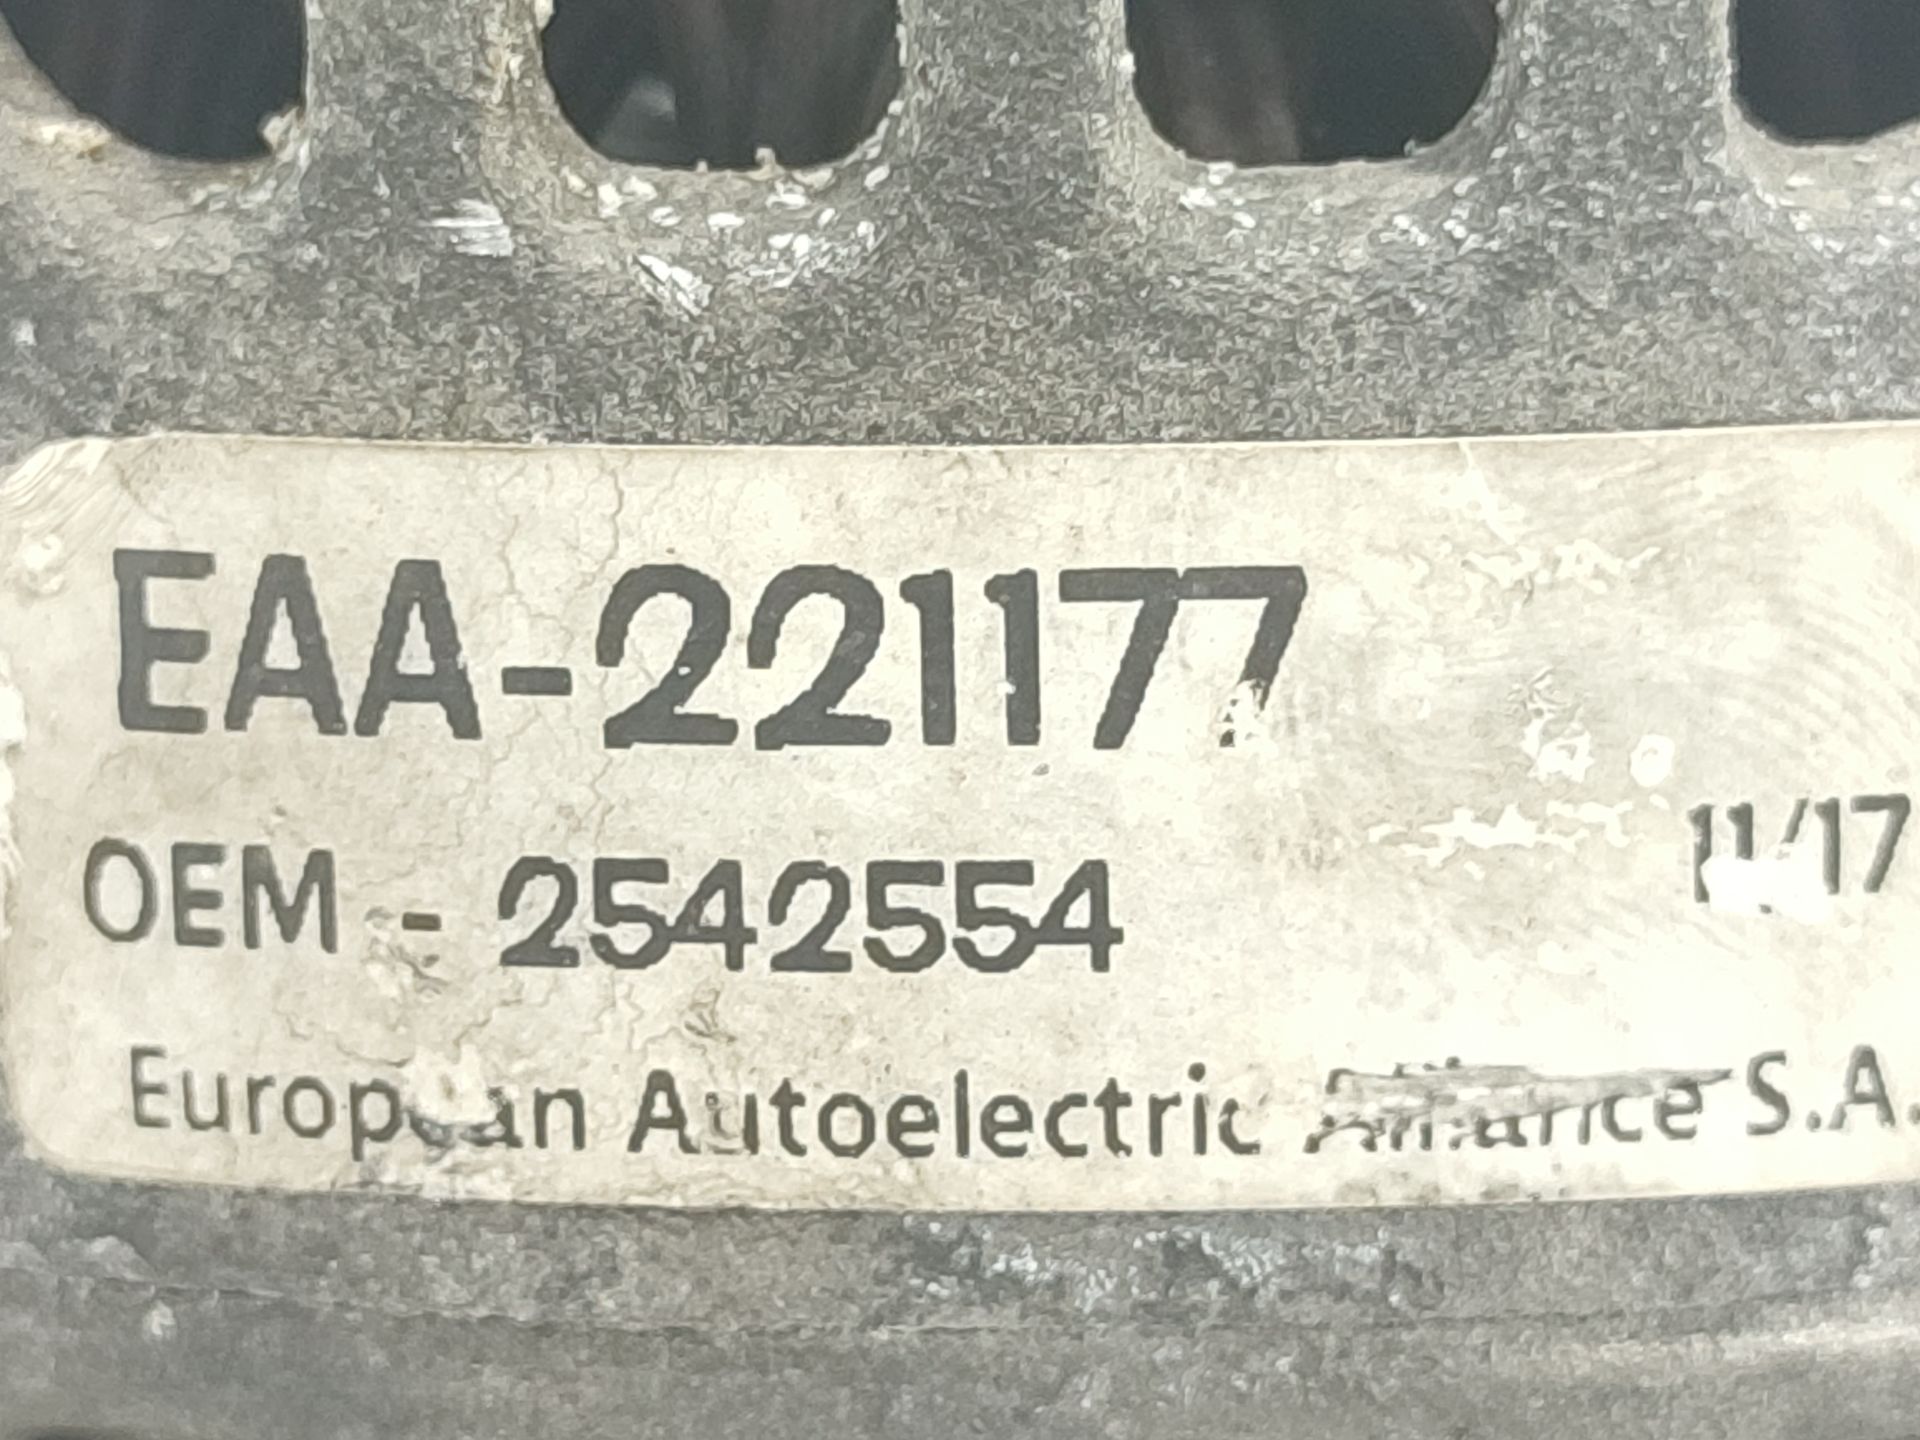 EAA-221177
OEM - 2542554
11/17
European Autoelectric Alliance S.A.